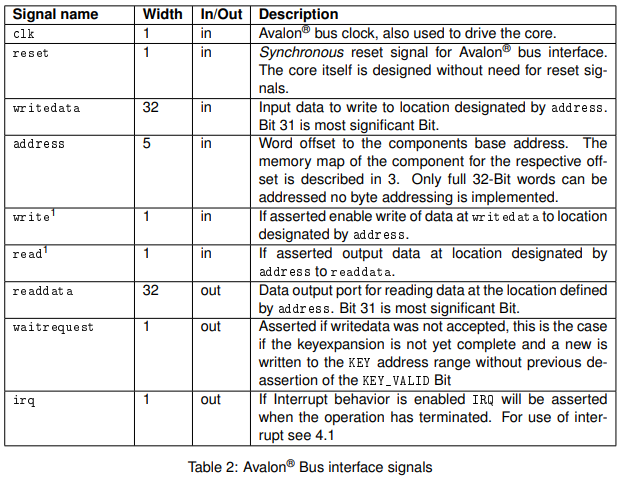 Signal name Width In/Out Description
clk 1 in Avalon® bus clock, also used to drive the core.
reset 1 in Synchronous reset signal for Avalon® bus interface.
The core itself is designed without need for reset sig-
nals.
writedata 32 in Input data to write to location designated by address.
Bit 31 is most significant Bit.
address 5 in Word offset to the components base address. The
memory map of the component for the respective off-
set is described in 3. Only full 32-Bit words can be
addressed no byte addressing is implemented.
write¹ 1 in If asserted enable write of data at writedata to location
designated by address.
read¹ 1 in If asserted output data at location designated by
address to readdata.
readdata 32 out Data output port for reading data at the location defined
by address. Bit 31 is most significant Bit.
waitrequest 1 out Asserted if writedata was not accepted, this is the case
if the keyexpansion is not yet complete and a new is
written to the KEY address range without previous de-
assertion of the KEY_VALID Bit
irq 1 out If Interrupt behavior is enabled IRQ will be asserted
when the operation has terminated. For use of inter-
rupt see 4.1
Table 2: Avalon® Bus interface signals